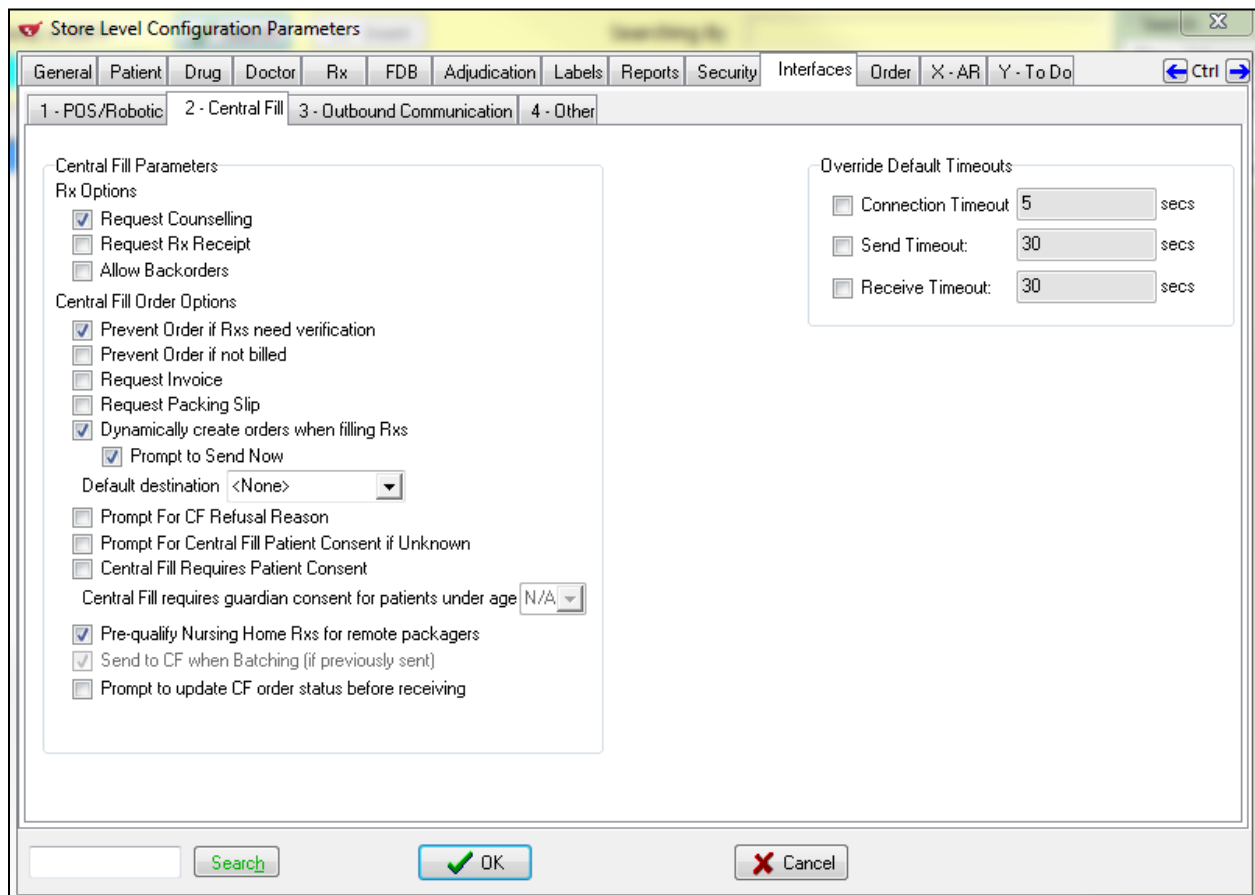 Store Level Configuration Parameters
General Patient Drug Doctor Rx FDB Adjudication Labels Reports Security Interfaces Order X - AR Y - To Do Ctrl
1 - POS/Robotic 2 - Central Fill 3 - Outbound Communication 4 - Other
Central Fill Parameters
Rx Options
Request Counselling
Request Rx Receipt
Allow Backorders
Central Fill Order Options
Prevent Order if Rxs need verification
Prevent Order if not billed
Request Invoice
Request Packing Slip
Dynamically create orders when filling Rxs
Prompt to Send Now
Default destination <None>
Prompt For CF Refusal Reason
Prompt For Central Fill Patient Consent if Unknown
Central Fill Requires Patient Consent
Central Fill requires guardian consent for patients under age N/A
Pre-qualify Nursing Home Rxs for remote packagers
Send to CF when Batching (if previously sent)
Prompt to update CF order status before receiving
Override Default Timeouts
Connection Timeout 5 secs
Send Timeout: 30 secs
Receive Timeout: 30 secs
Search OK Cancel